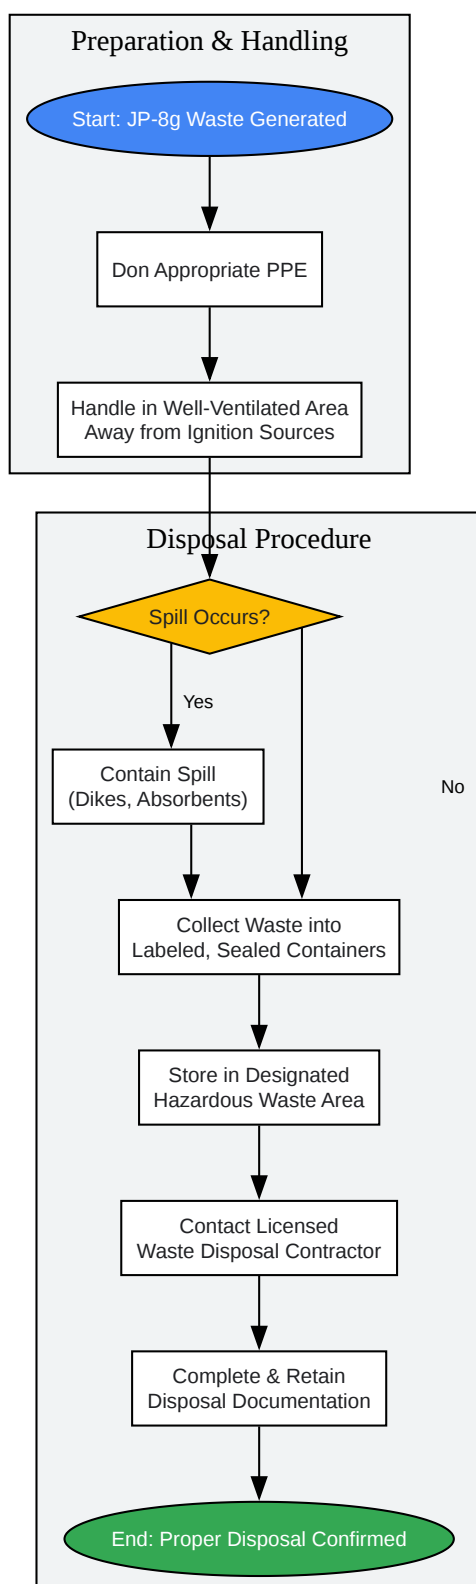 Preparation & Handling
Start: JP-8g Waste Generated
Don Appropriate PPE
Handle in Well-Ventilated Area
Away from Ignition Sources
Disposal Procedure
Spill Occurs?
Yes
Contain Spill
(Dikes, Absorbents)
No
Collect Waste into
Labeled, Sealed Containers
Store in Designated
Hazardous Waste Area
Contact Licensed
Waste Disposal Contractor
Complete & Retain
Disposal Documentation
End: Proper Disposal Confirmed